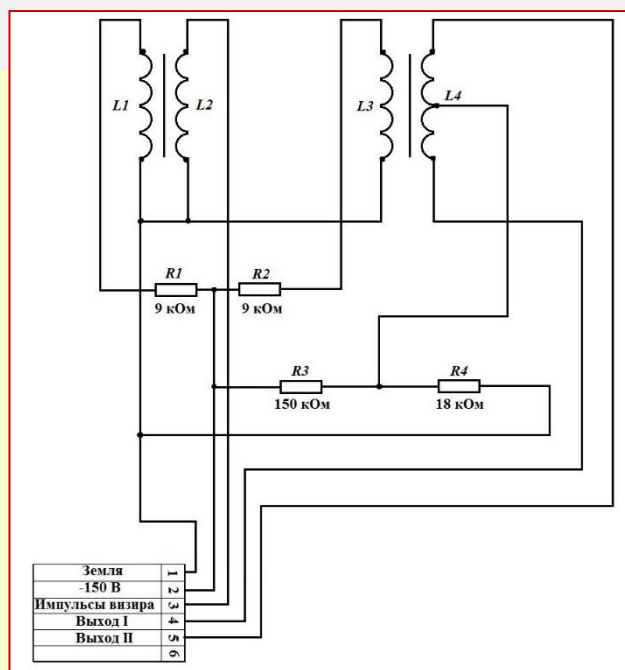 L1
L2
L3
L4
R1
R2
9 кОм
9 кОм
R3
R4
150 кОм
18 кОм
Земля 1
-150 В 2
Импульсы визира 3
Выход I 4
Выход II 5
6